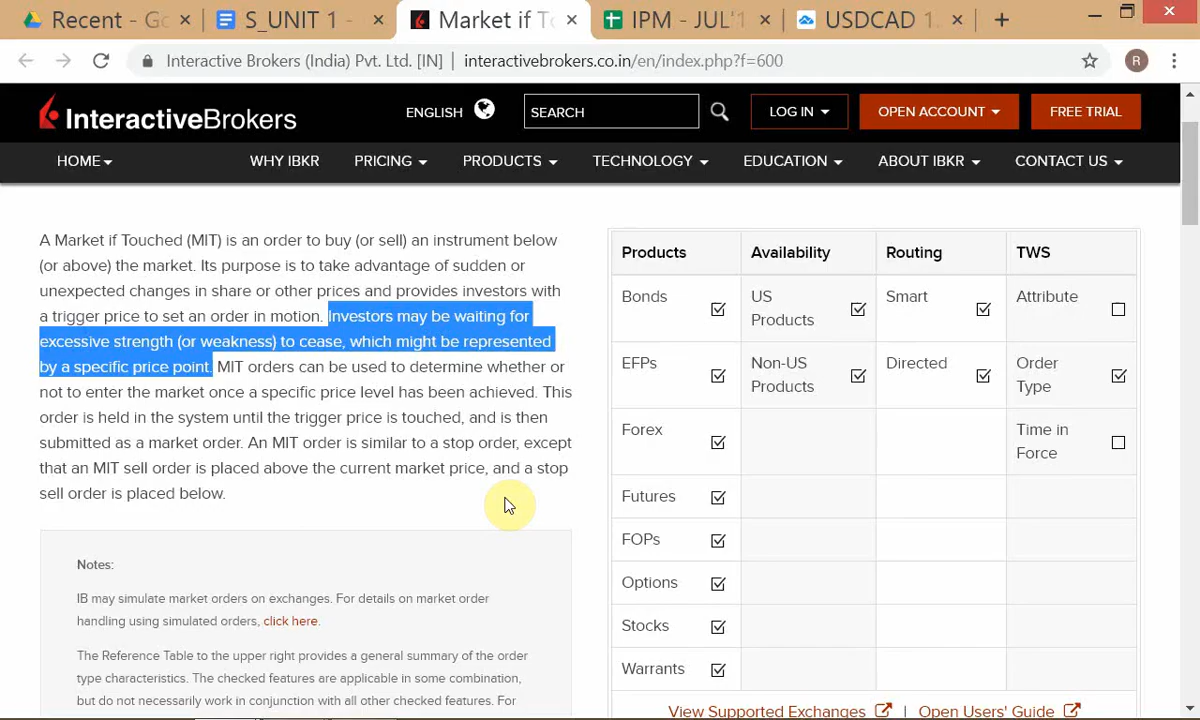 Recent - Go
S_UNIT 1 -
Market if To
IPM - JUL'1
USDCAD 1.
Interactive Brokers (India) Pvt. Ltd. [IN] | interactivebrokers.co.in/en/index.php?f=600
R
InteractiveBrokers
ENGLISH
SEARCH
LOG IN
OPEN ACCOUNT
FREE TRIAL
HOME
WHY IBKR
PRICING
PRODUCTS
TECHNOLOGY
EDUCATION
ABOUT IBKR
CONTACT US
A Market if Touched (MIT) is an order to buy (or sell) an instrument below
(or above) the market. Its purpose is to take advantage of sudden or
unexpected changes in share or other prices and provides investors with
a trigger price to set an order in motion. Investors may be waiting for
excessive strength (or weakness) to cease, which might be represented
by a specific price point. MIT orders can be used to determine whether or
not to enter the market once a specific price level has been achieved. This
order is held in the system until the trigger price is touched, and is then
submitted as a market order. An MIT order is similar to a stop order, except
that an MIT sell order is placed above the current market price, and a stop
sell order is placed below.
Notes:
IB may simulate market orders on exchanges. For details on market order
handling using simulated orders, click here.
The Reference Table to the upper right provides a general summary of the order
type characteristics. The checked features are applicable in some combination,
but do not necessarily work in conjunction with all other checked features. For
Products Availability Routing TWS
Bonds US Products Smart Attribute
EFPs Non-US Products Directed Order Type
Forex Time in Force
Futures
FOPs
Options
Stocks
Warrants
View Supported Exchanges | Open Users' Guide